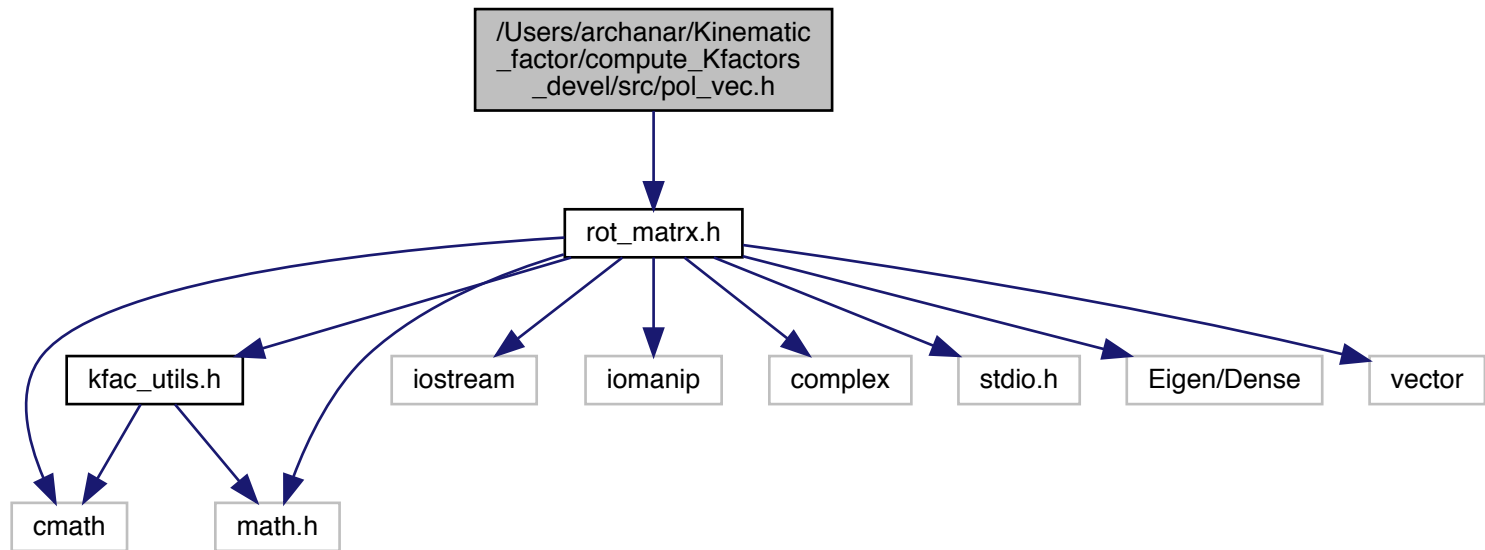 /Users/archanar/Kinematic
_factor/compute_Kfactors
_devel/src/pol_vec.h
rot_matrx.h
kfac_utils.h
iostream
iomanip
complex
stdio.h
Eigen/Dense
vector
cmath
math.h